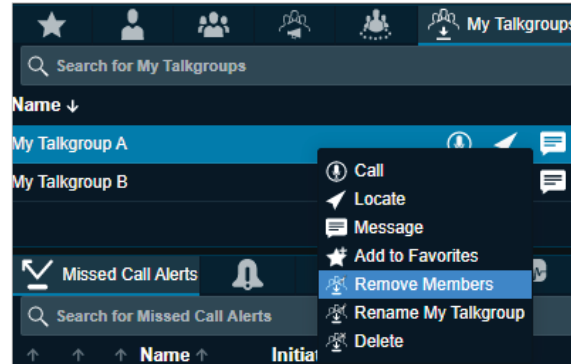 My Talkgroups
Search for My Talkgroups
Name ↓
My Talkgroup A
My Talkgroup B
Call
Locate
Message
Add to Favorites
Remove Members
Rename My Talkgroup
Delete
Missed Call Alerts
Search for Missed Call Alerts
↑ ↑ ↑ Name ↑ Initiat